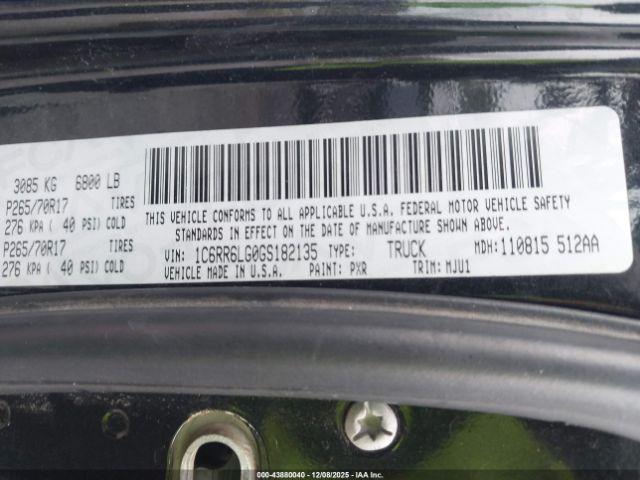 3085 KG 6800 LB
P265/70R17 TIRES
276 KPA ( 40 PSI) COLD
P265/70R17 TIRES
276 KPA ( 40 PSI) COLD
THIS VEHICLE CONFORMS TO ALL APPLICABLE U.S.A. FEDERAL MOTOR VEHICLE SAFETY
STANDARDS IN EFFECT ON THE DATE OF MANUFACTURE SHOWN ABOVE.
VIN: 1C6RR6LG0GS182135 TYPE: TRUCK MDH: 110815 512AA
VEHICLE MADE IN U.S.A. PAINT: PXR TRIM: MJU1
000-43880040 - 12/08/2025 - IAA Inc.